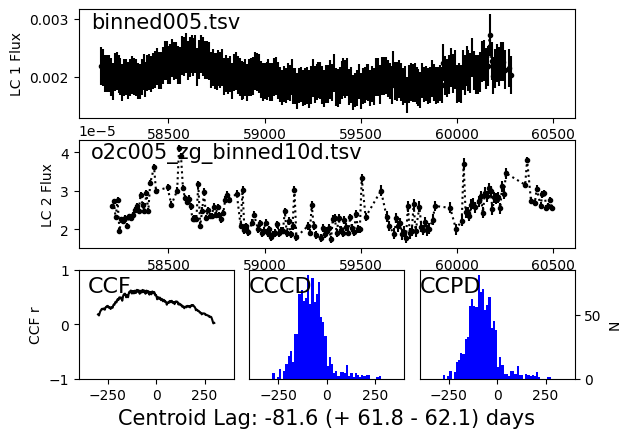 binned005.tsv
0.003
0.002
LC 1 Flux
58500 59000 59500 60000 60500
1e−5
o2c005_zg_binned10d.tsv
4
3
2
LC 2 Flux
58500 59000 59500 60000 60500
CCF CCCD CCPD
1
0
−1
CCF r
50
0
N
−250 0 250 −250 0 250 −250 0 250
Centroid Lag: -81.6 (+ 61.8 - 62.1) days